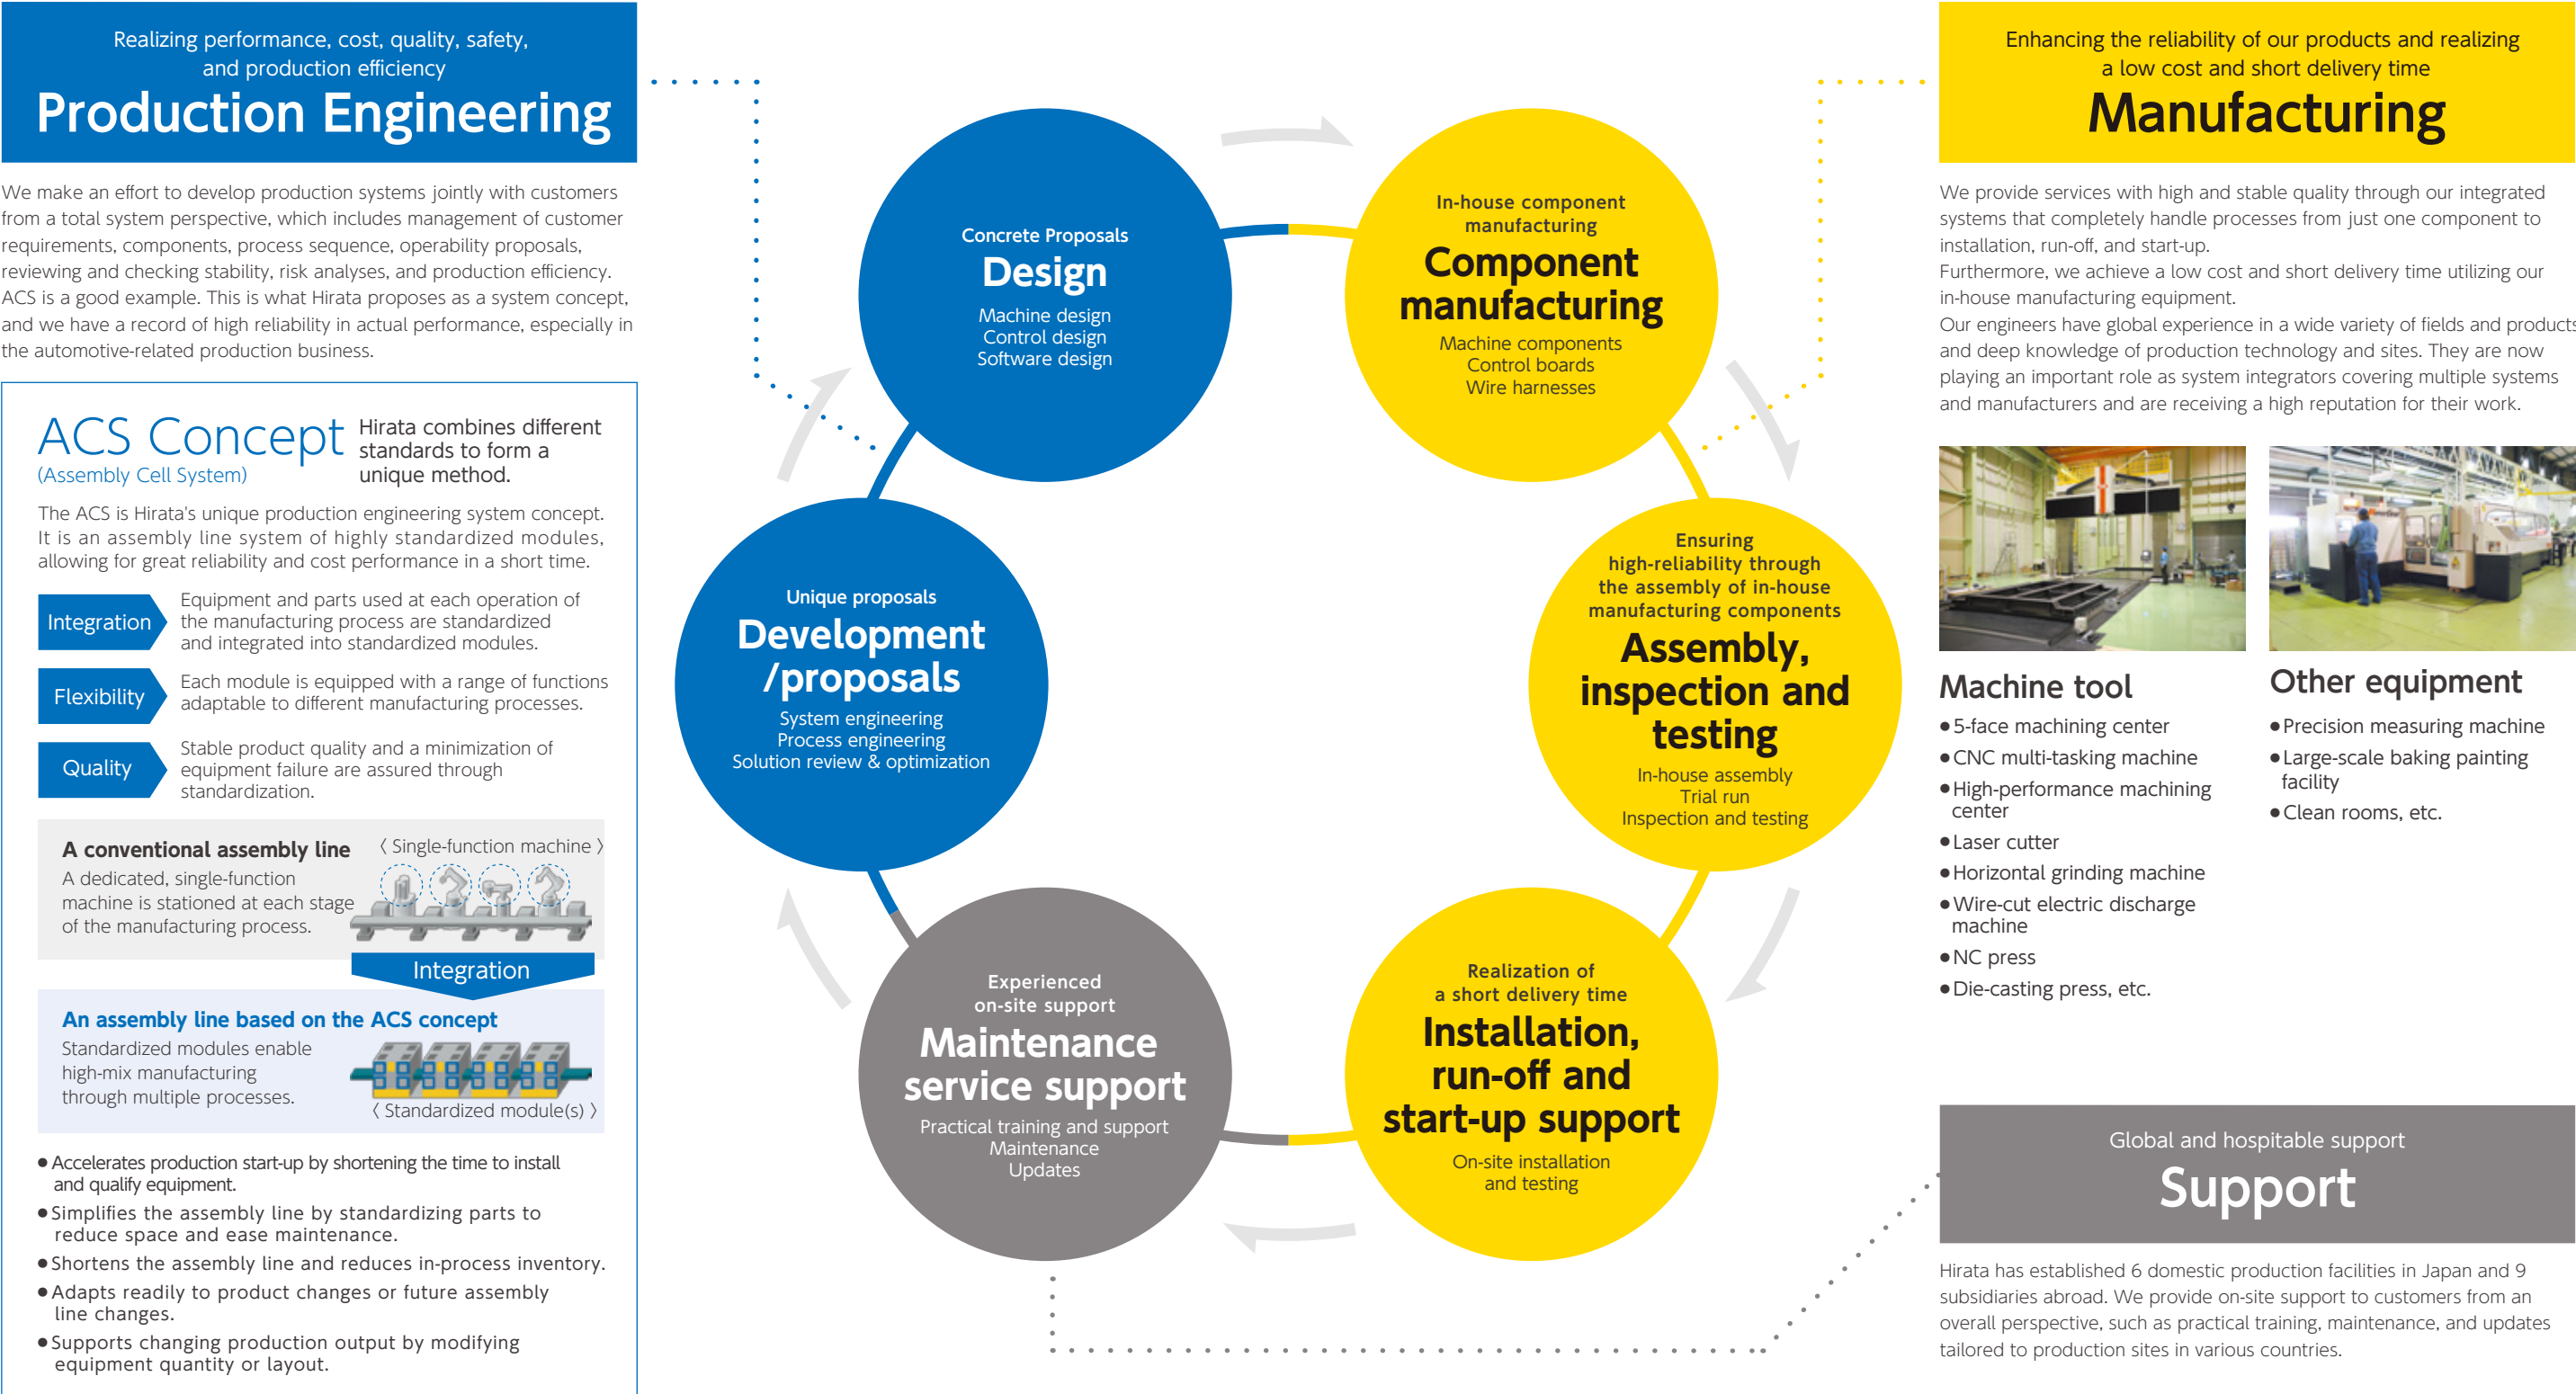 Realizing performance, cost, quality, safety,
and production efficiency
Production Engineering
We make an effort to develop production systems jointly with customers
from a total system perspective, which includes management of customer
requirements, components, process sequence, operability proposals,
reviewing and checking stability, risk analyses, and production efficiency.
ACS is a good example. This is what Hirata proposes as a system concept,
and we have a record of high reliability in actual performance, especially in
the automotive-related production business.
ACS Concept
(Assembly Cell System)
Hirata combines different
standards to form a
unique method.
The ACS is Hirata's unique production engineering system concept.
It is an assembly line system of highly standardized modules,
allowing for great reliability and cost performance in a short time.
Integration
Equipment and parts used at each operation of
the manufacturing process are standardized
and integrated into standardized modules.
Flexibility
Each module is equipped with a range of functions
adaptable to different manufacturing processes.
Quality
Stable product quality and a minimization of
equipment failure are assured through
standardization.
A conventional assembly line
〈 Single-function machine 〉
A dedicated, single-function
machine is stationed at each stage
of the manufacturing process.
Integration
An assembly line based on the ACS concept
Standardized modules enable
high-mix manufacturing
through multiple processes.
〈 Standardized module(s) 〉
● Accelerates production start-up by shortening the time to install
and qualify equipment.
● Simplifies the assembly line by standardizing parts to
reduce space and ease maintenance.
● Shortens the assembly line and reduces in-process inventory.
● Adapts readily to product changes or future assembly
line changes.
● Supports changing production output by modifying
equipment quantity or layout.
Concrete Proposals
Design
Machine design
Control design
Software design
In-house component
manufacturing
Component
manufacturing
Machine components
Control boards
Wire harnesses
Unique proposals
Development
/proposals
System engineering
Process engineering
Solution review & optimization
Ensuring
high-reliability through
the assembly of in-house
manufacturing components
Assembly,
inspection and
testing
In-house assembly
Trial run
Inspection and testing
Experienced
on-site support
Maintenance
service support
Practical training and support
Maintenance
Updates
Realization of
a short delivery time
Installation,
run-off and
start-up support
On-site installation
and testing
Enhancing the reliability of our products and realizing
a low cost and short delivery time
Manufacturing
We provide services with high and stable quality through our integrated
systems that completely handle processes from just one component to
installation, run-off, and start-up.
Furthermore, we achieve a low cost and short delivery time utilizing our
in-house manufacturing equipment.
Our engineers have global experience in a wide variety of fields and products
and deep knowledge of production technology and sites. They are now
playing an important role as system integrators covering multiple systems
and manufacturers and are receiving a high reputation for their work.
Machine tool
● 5-face machining center
● CNC multi-tasking machine
● High-performance machining
center
● Laser cutter
● Horizontal grinding machine
● Wire-cut electric discharge
machine
● NC press
● Die-casting press, etc.
Other equipment
● Precision measuring machine
● Large-scale baking painting
facility
● Clean rooms, etc.
Global and hospitable support
Support
Hirata has established 6 domestic production facilities in Japan and 9
subsidiaries abroad. We provide on-site support to customers from an
overall perspective, such as practical training, maintenance, and updates
tailored to production sites in various countries.